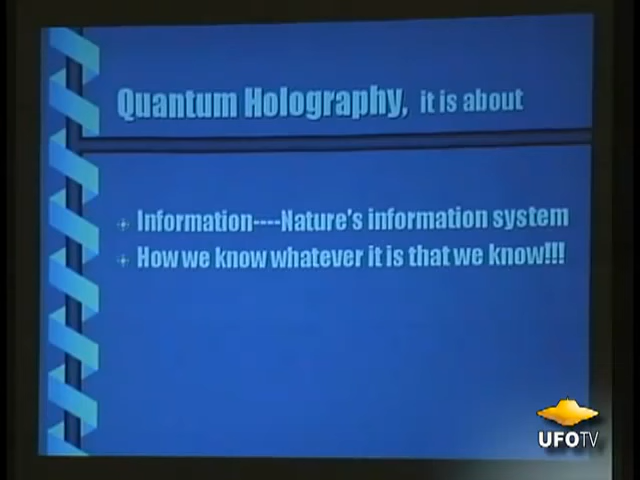 Quantum Holography, it is about
Information----Nature's information system
How we know whatever it is that we know!!!
UFOTV